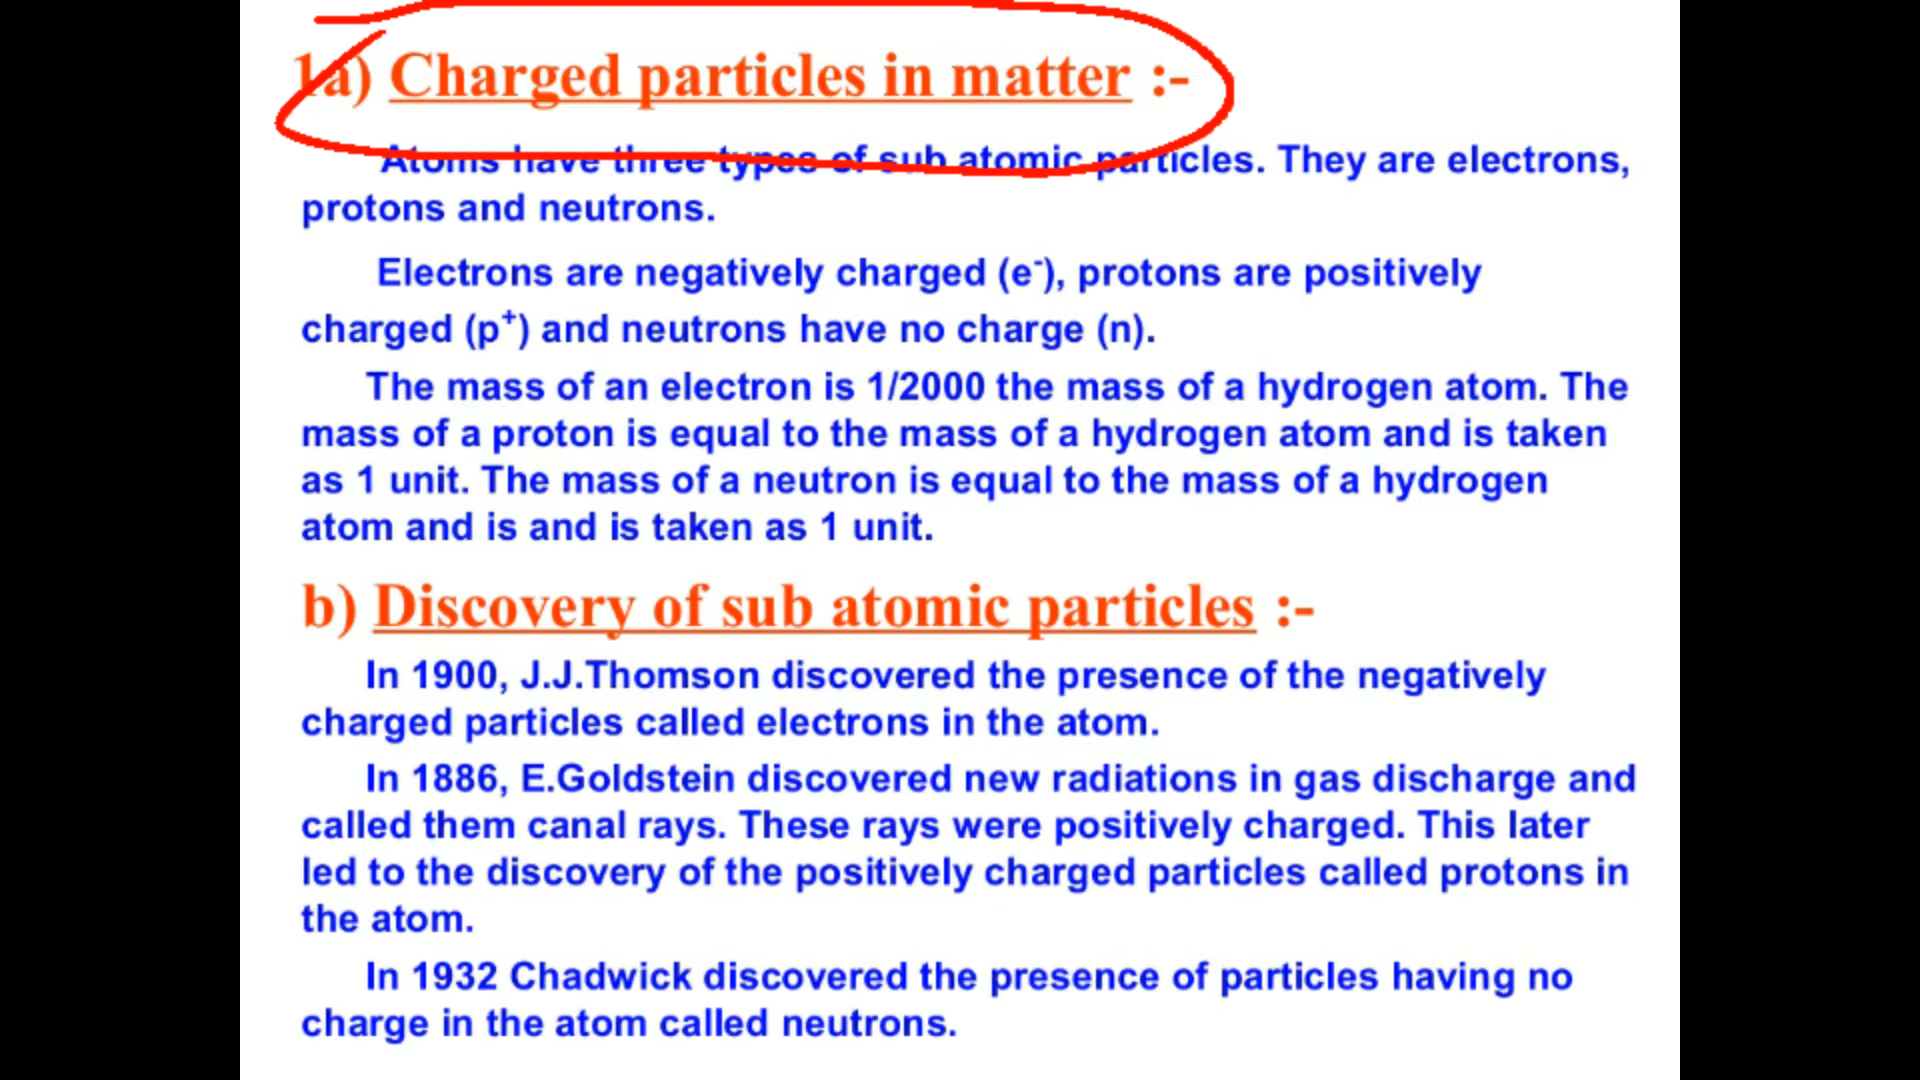 1a) Charged particles in matter :-
Atoms have three types of sub atomic particles. They are electrons,
protons and neutrons.
Electrons are negatively charged (e⁻), protons are positively
charged (p⁺) and neutrons have no charge (n).
The mass of an electron is 1/2000 the mass of a hydrogen atom. The
mass of a proton is equal to the mass of a hydrogen atom and is taken
as 1 unit. The mass of a neutron is equal to the mass of a hydrogen
atom and is and is taken as 1 unit.
b) Discovery of sub atomic particles :-
In 1900, J.J.Thomson discovered the presence of the negatively
charged particles called electrons in the atom.
In 1886, E.Goldstein discovered new radiations in gas discharge and
called them canal rays. These rays were positively charged. This later
led to the discovery of the positively charged particles called protons in
the atom.
In 1932 Chadwick discovered the presence of particles having no
charge in the atom called neutrons.